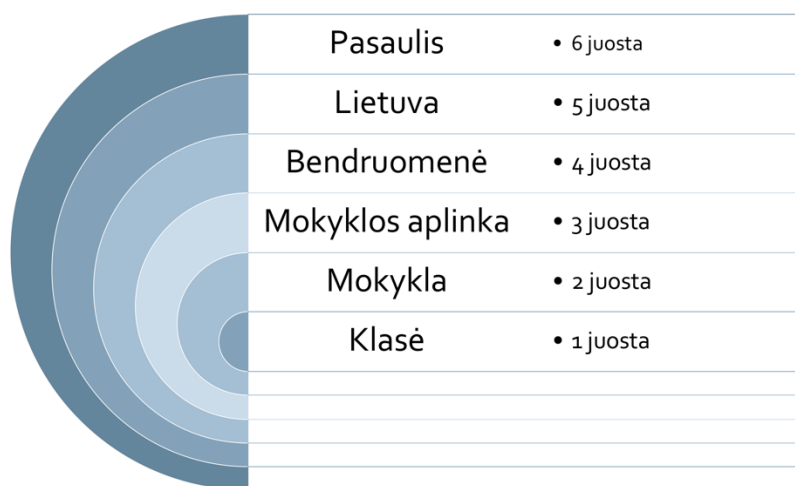 Pasaulis • 6 juosta
Lietuva • 5 juosta
Bendruomenė • 4 juosta
Mokyklos aplinka • 3 juosta
Mokykla • 2 juosta
Klasė • 1 juosta